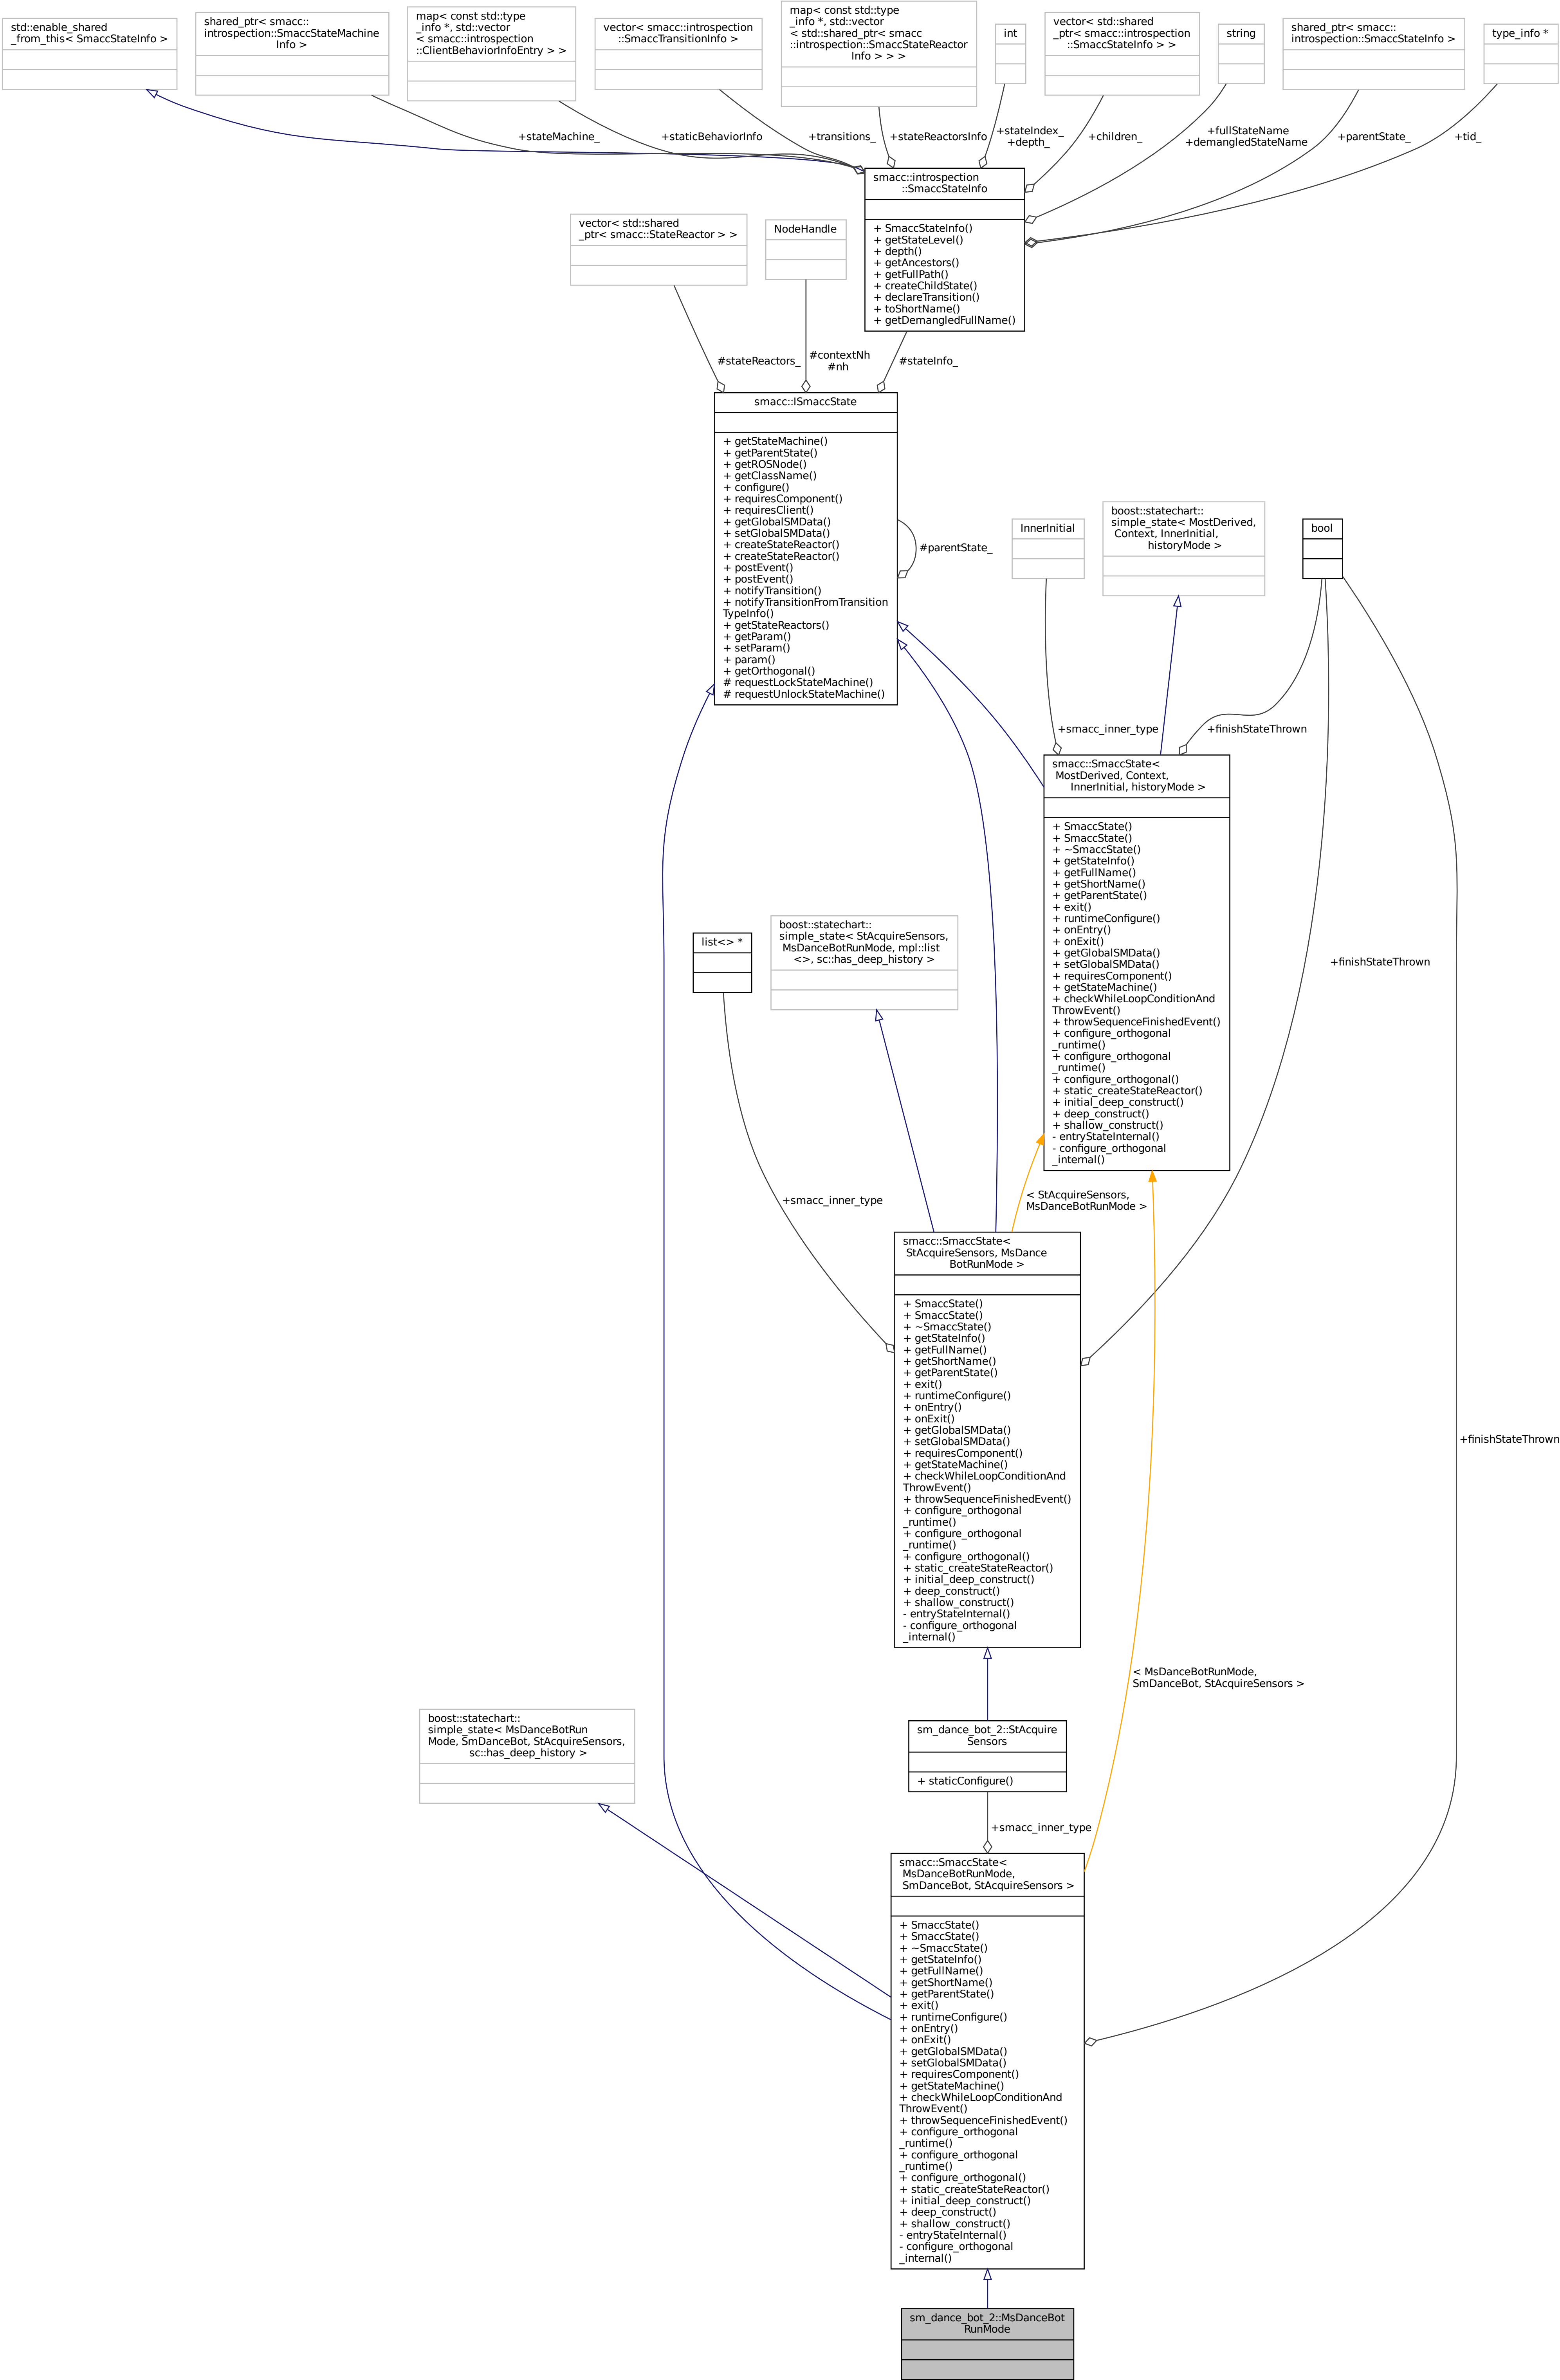 std::enable_shared
_from_this< SmaccStateInfo >
shared_ptr< smacc::
introspection::SmaccStateMachine
Info >
map< const std::type
_info *, std::vector
< smacc::introspection
::ClientBehaviorInfoEntry > >
vector< smacc::introspection
::SmaccTransitionInfo >
map< const std::type
_info *, std::vector
< std::shared_ptr< smacc
::introspection::SmaccStateReactor
Info > > >
int
vector< std::shared
_ptr< smacc::introspection
::SmaccStateInfo > >
string
shared_ptr< smacc::
introspection::SmaccStateInfo >
type_info *
+stateMachine_
+staticBehaviorInfo
+transitions_
+stateReactorsInfo
+stateIndex_
+depth_
+children_
+fullStateName
+demangledStateName
+parentState_
+tid_
smacc::introspection
::SmaccStateInfo
+ SmaccStateInfo()
+ getStateLevel()
+ depth()
+ getAncestors()
+ getFullPath()
+ createChildState()
+ declareTransition()
+ toShortName()
+ getDemangledFullName()
vector< std::shared
_ptr< smacc::StateReactor > >
NodeHandle
#stateReactors_
#contextNh
#nh
#stateInfo_
smacc::ISmaccState
+ getStateMachine()
+ getParentState()
+ getROSNode()
+ getClassName()
+ configure()
+ requiresComponent()
+ requiresClient()
+ getGlobalSMData()
+ setGlobalSMData()
+ createStateReactor()
+ createStateReactor()
+ postEvent()
+ postEvent()
+ notifyTransition()
+ notifyTransitionFromTransition
TypeInfo()
+ getStateReactors()
+ getParam()
+ setParam()
+ param()
+ getOrthogonal()
# requestLockStateMachine()
# requestUnlockStateMachine()
#parentState_
InnerInitial
boost::statechart::
simple_state< MostDerived,
Context, InnerInitial,
historyMode >
bool
+smacc_inner_type
+finishStateThrown
smacc::SmaccState<
MostDerived, Context,
InnerInitial, historyMode >
+ SmaccState()
+ SmaccState()
+ ~SmaccState()
+ getStateInfo()
+ getFullName()
+ getShortName()
+ getParentState()
+ exit()
+ runtimeConfigure()
+ onEntry()
+ onExit()
+ getGlobalSMData()
+ setGlobalSMData()
+ requiresComponent()
+ getStateMachine()
+ checkWhileLoopConditionAnd
ThrowEvent()
+ throwSequenceFinishedEvent()
+ configure_orthogonal
_runtime()
+ configure_orthogonal
_runtime()
+ configure_orthogonal()
+ static_createStateReactor()
+ initial_deep_construct()
+ deep_construct()
+ shallow_construct()
- entryStateInternal()
- configure_orthogonal
_internal()
list<> *
boost::statechart::
simple_state< StAcquireSensors,
MsDanceBotRunMode, mpl::list
<>, sc::has_deep_history >
+finishStateThrown
+smacc_inner_type
< StAcquireSensors,
MsDanceBotRunMode >
smacc::SmaccState<
StAcquireSensors, MsDance
BotRunMode >
+ SmaccState()
+ SmaccState()
+ ~SmaccState()
+ getStateInfo()
+ getFullName()
+ getShortName()
+ getParentState()
+ exit()
+ runtimeConfigure()
+ onEntry()
+ onExit()
+ getGlobalSMData()
+ setGlobalSMData()
+ requiresComponent()
+ getStateMachine()
+ checkWhileLoopConditionAnd
ThrowEvent()
+ throwSequenceFinishedEvent()
+ configure_orthogonal
_runtime()
+ configure_orthogonal
_runtime()
+ configure_orthogonal()
+ static_createStateReactor()
+ initial_deep_construct()
+ deep_construct()
+ shallow_construct()
- entryStateInternal()
- configure_orthogonal
_internal()
+finishStateThrown
< MsDanceBotRunMode,
SmDanceBot, StAcquireSensors >
boost::statechart::
simple_state< MsDanceBotRun
Mode, SmDanceBot, StAcquireSensors,
sc::has_deep_history >
sm_dance_bot_2::StAcquire
Sensors
+ staticConfigure()
+smacc_inner_type
smacc::SmaccState<
MsDanceBotRunMode,
SmDanceBot, StAcquireSensors >
+ SmaccState()
+ SmaccState()
+ ~SmaccState()
+ getStateInfo()
+ getFullName()
+ getShortName()
+ getParentState()
+ exit()
+ runtimeConfigure()
+ onEntry()
+ onExit()
+ getGlobalSMData()
+ setGlobalSMData()
+ requiresComponent()
+ getStateMachine()
+ checkWhileLoopConditionAnd
ThrowEvent()
+ throwSequenceFinishedEvent()
+ configure_orthogonal
_runtime()
+ configure_orthogonal
_runtime()
+ configure_orthogonal()
+ static_createStateReactor()
+ initial_deep_construct()
+ deep_construct()
+ shallow_construct()
- entryStateInternal()
- configure_orthogonal
_internal()
sm_dance_bot_2::MsDanceBot
RunMode